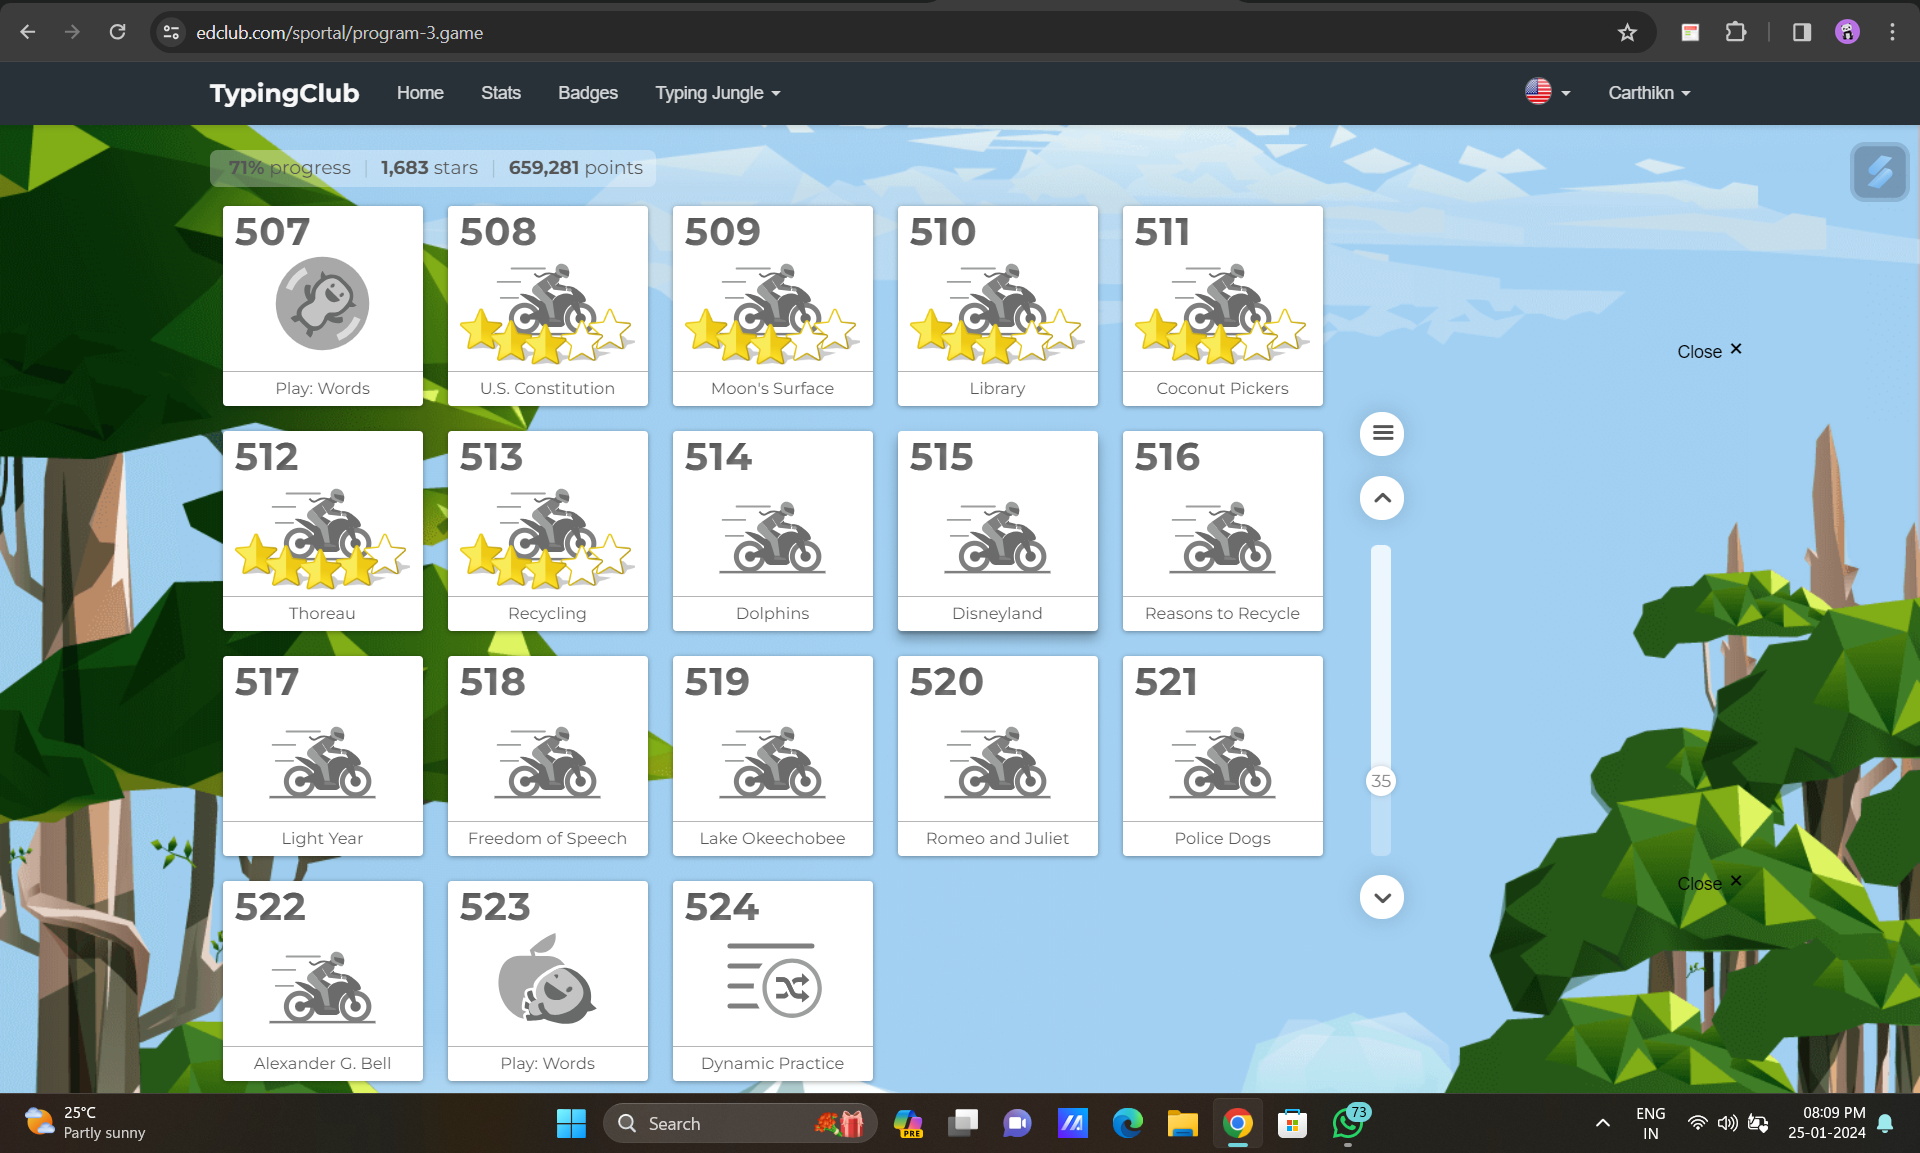 edclub.com/sportal/program-3.game
TypingClub Home Stats Badges Typing Jungle Carthikn
71% progress 1,683 stars 659,281 points
507 508 509 510 511
Play: Words U.S. Constitution Moon's Surface Library Coconut Pickers
Close ×
512 513 514 515 516
Thoreau Recycling Dolphins Disneyland Reasons to Recycle
517 518 519 520 521
35
Light Year Freedom of Speech Lake Okeechobee Romeo and Juliet Police Dogs
Close ×
522 523 524
Alexander G. Bell Play: Words Dynamic Practice
25°C
Partly sunny
Search
PRE
73
ENG
IN
08:09 PM
25-01-2024